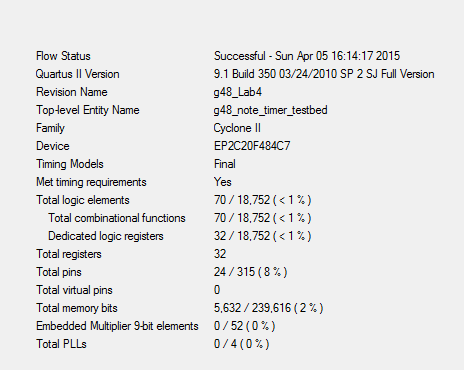 Flow Status Successful - Sun Apr 05 16:14:17 2015
Quartus II Version 9.1 Build 350 03/24/2010 SP 2 SJ Full Version
Revision Name g48_Lab4
Top-level Entity Name g48_note_timer_testbed
Family Cyclone II
Device EP2C20F484C7
Timing Models Final
Met timing requirements Yes
Total logic elements 70 / 18,752 ( < 1 % )
Total combinational functions 70 / 18,752 ( < 1 % )
Dedicated logic registers 32 / 18,752 ( < 1 % )
Total registers 32
Total pins 24 / 315 ( 8 % )
Total virtual pins 0
Total memory bits 5,632 / 239,616 ( 2 % )
Embedded Multiplier 9-bit elements 0 / 52 ( 0 % )
Total PLLs 0 / 4 ( 0 % )